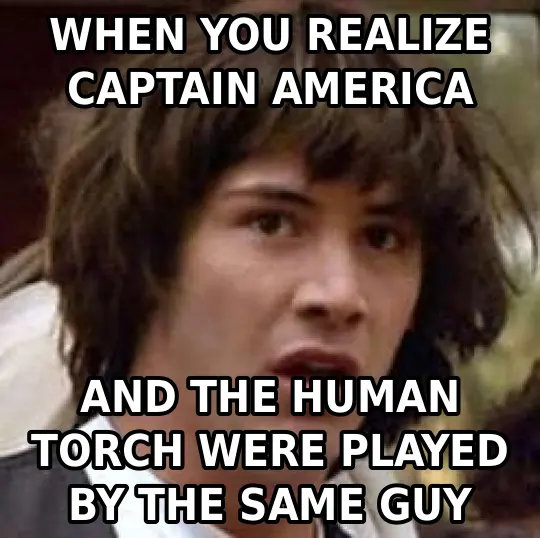 WHEN YOU REALIZE
CAPTAIN AMERICA
AND THE HUMAN
TORCH WERE PLAYED
BY THE SAME GUY